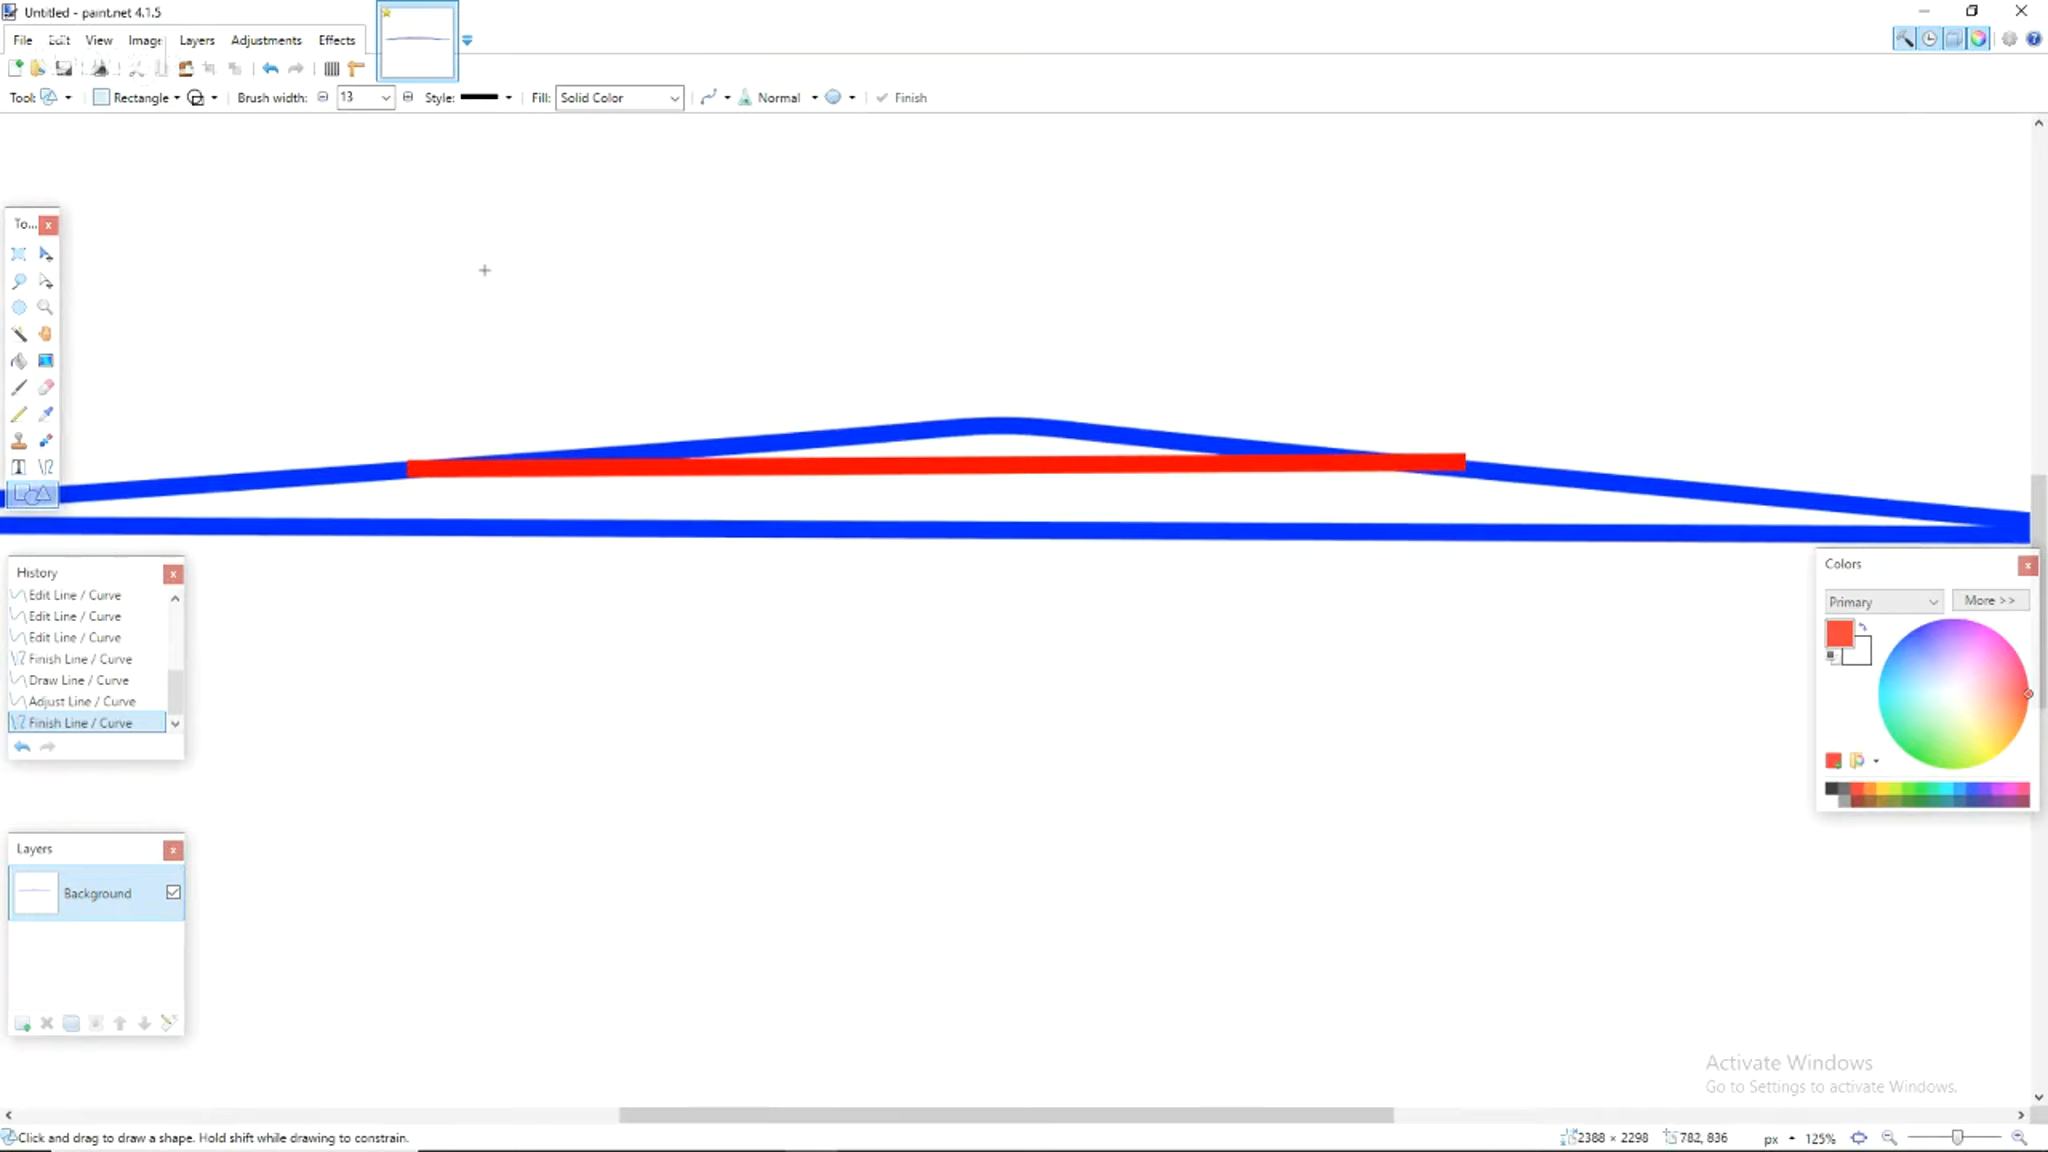 Untitled - paint.net 4.1.5
File Edit View Image Layers Adjustments Effects
Tool: Rectangle Brush width: 13 Style: Fill: Solid Color Normal Finish
To...
History
Edit Line / Curve
Edit Line / Curve
Edit Line / Curve
Finish Line / Curve
Draw Line / Curve
Adjust Line / Curve
Finish Line / Curve
Colors
Primary More >>
Layers
Background
Activate Windows
Go to Settings to activate Windows.
Click and drag to draw a shape. Hold shift while drawing to constrain. 2388 × 2298 782, 836 px 125%